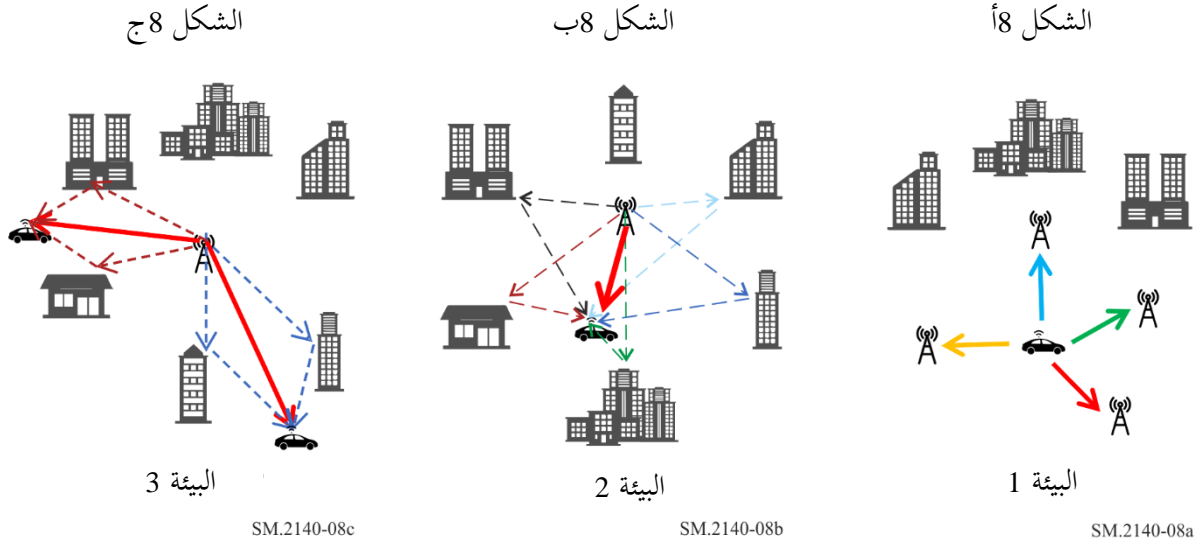 الشكل 8أ
الشكل 8ب
الشكل 8ج
البيئة 1
البيئة 2
البيئة 3
SM.2140-08a
SM.2140-08b
SM.2140-08c